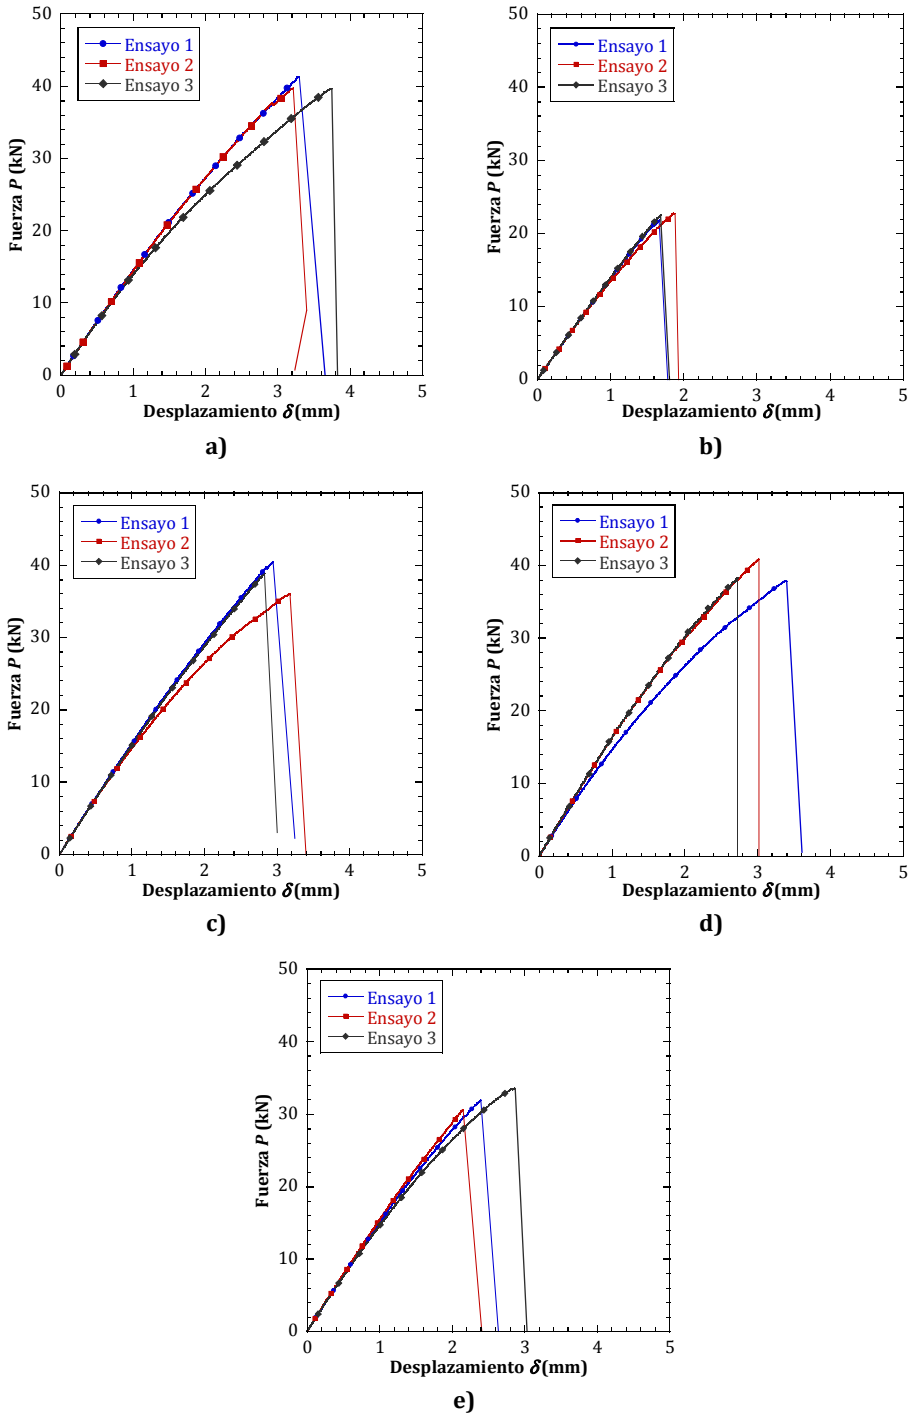 50
40
30
20
10
0
Fuerza P (kN)
Ensayo 1
Ensayo 2
Ensayo 3
0 1 2 3 4 5
Desplazamiento δ(mm)
a)
50
40
30
20
10
0
Fuerza P (kN)
Ensayo 1
Ensayo 2
Ensayo 3
0 1 2 3 4 5
Desplazamiento δ(mm)
b)
50
40
30
20
10
0
Fuerza P (kN)
Ensayo 1
Ensayo 2
Ensayo 3
0 1 2 3 4 5
Desplazamiento δ(mm)
c)
50
40
30
20
10
0
Fuerza P (kN)
Ensayo 1
Ensayo 2
Ensayo 3
0 1 2 3 4 5
Desplazamiento δ(mm)
d)
50
40
30
20
10
0
Fuerza P (kN)
Ensayo 1
Ensayo 2
Ensayo 3
0 1 2 3 4 5
Desplazamiento δ(mm)
e)